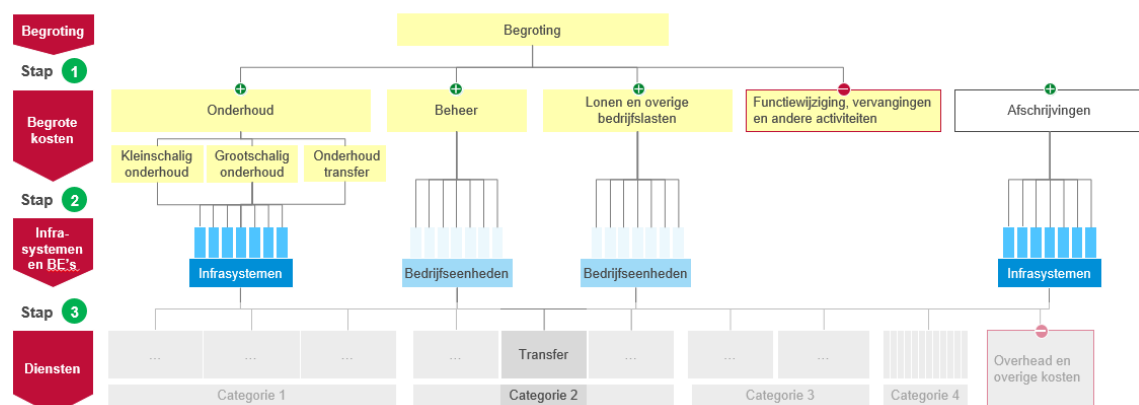 Begroting
Begroting
Stap 1
Begrote
kosten
Onderhoud
Beheer
Lonen en overige
bedrijfslasten
Functiewijziging, vervangingen
en andere activiteiten
Afschrijvingen
Kleinschalig
onderhoud
Grootschalig
onderhoud
Onderhoud
transfer
Stap 2
Infra-
systemen
en BE's
Infrasystemen
Bedrijfseenheden
Bedrijfseenheden
Infrasystemen
Stap 3
Diensten
...
...
...
...
Transfer
...
...
...
Overhead en
overige kosten
Categorie 1
Categorie 2
Categorie 3
Categorie 4